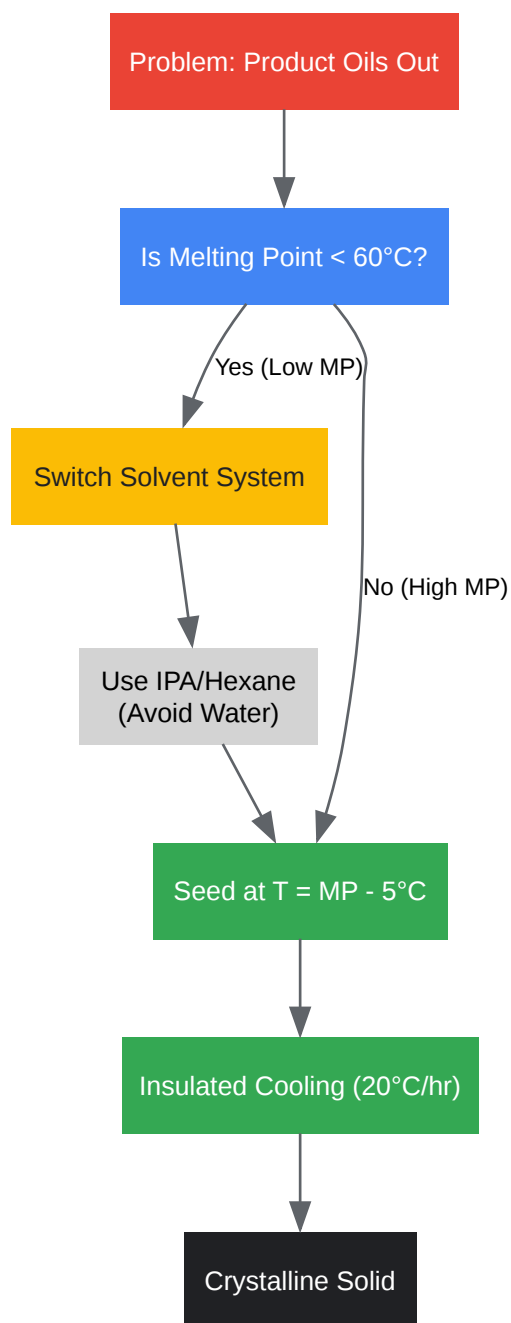 Problem: Product Oils Out
Is Melting Point < 60°C?
Yes (Low MP)
Switch Solvent System
No (High MP)
Use IPA/Hexane
(Avoid Water)
Seed at T = MP - 5°C
Insulated Cooling (20°C/hr)
Crystalline Solid